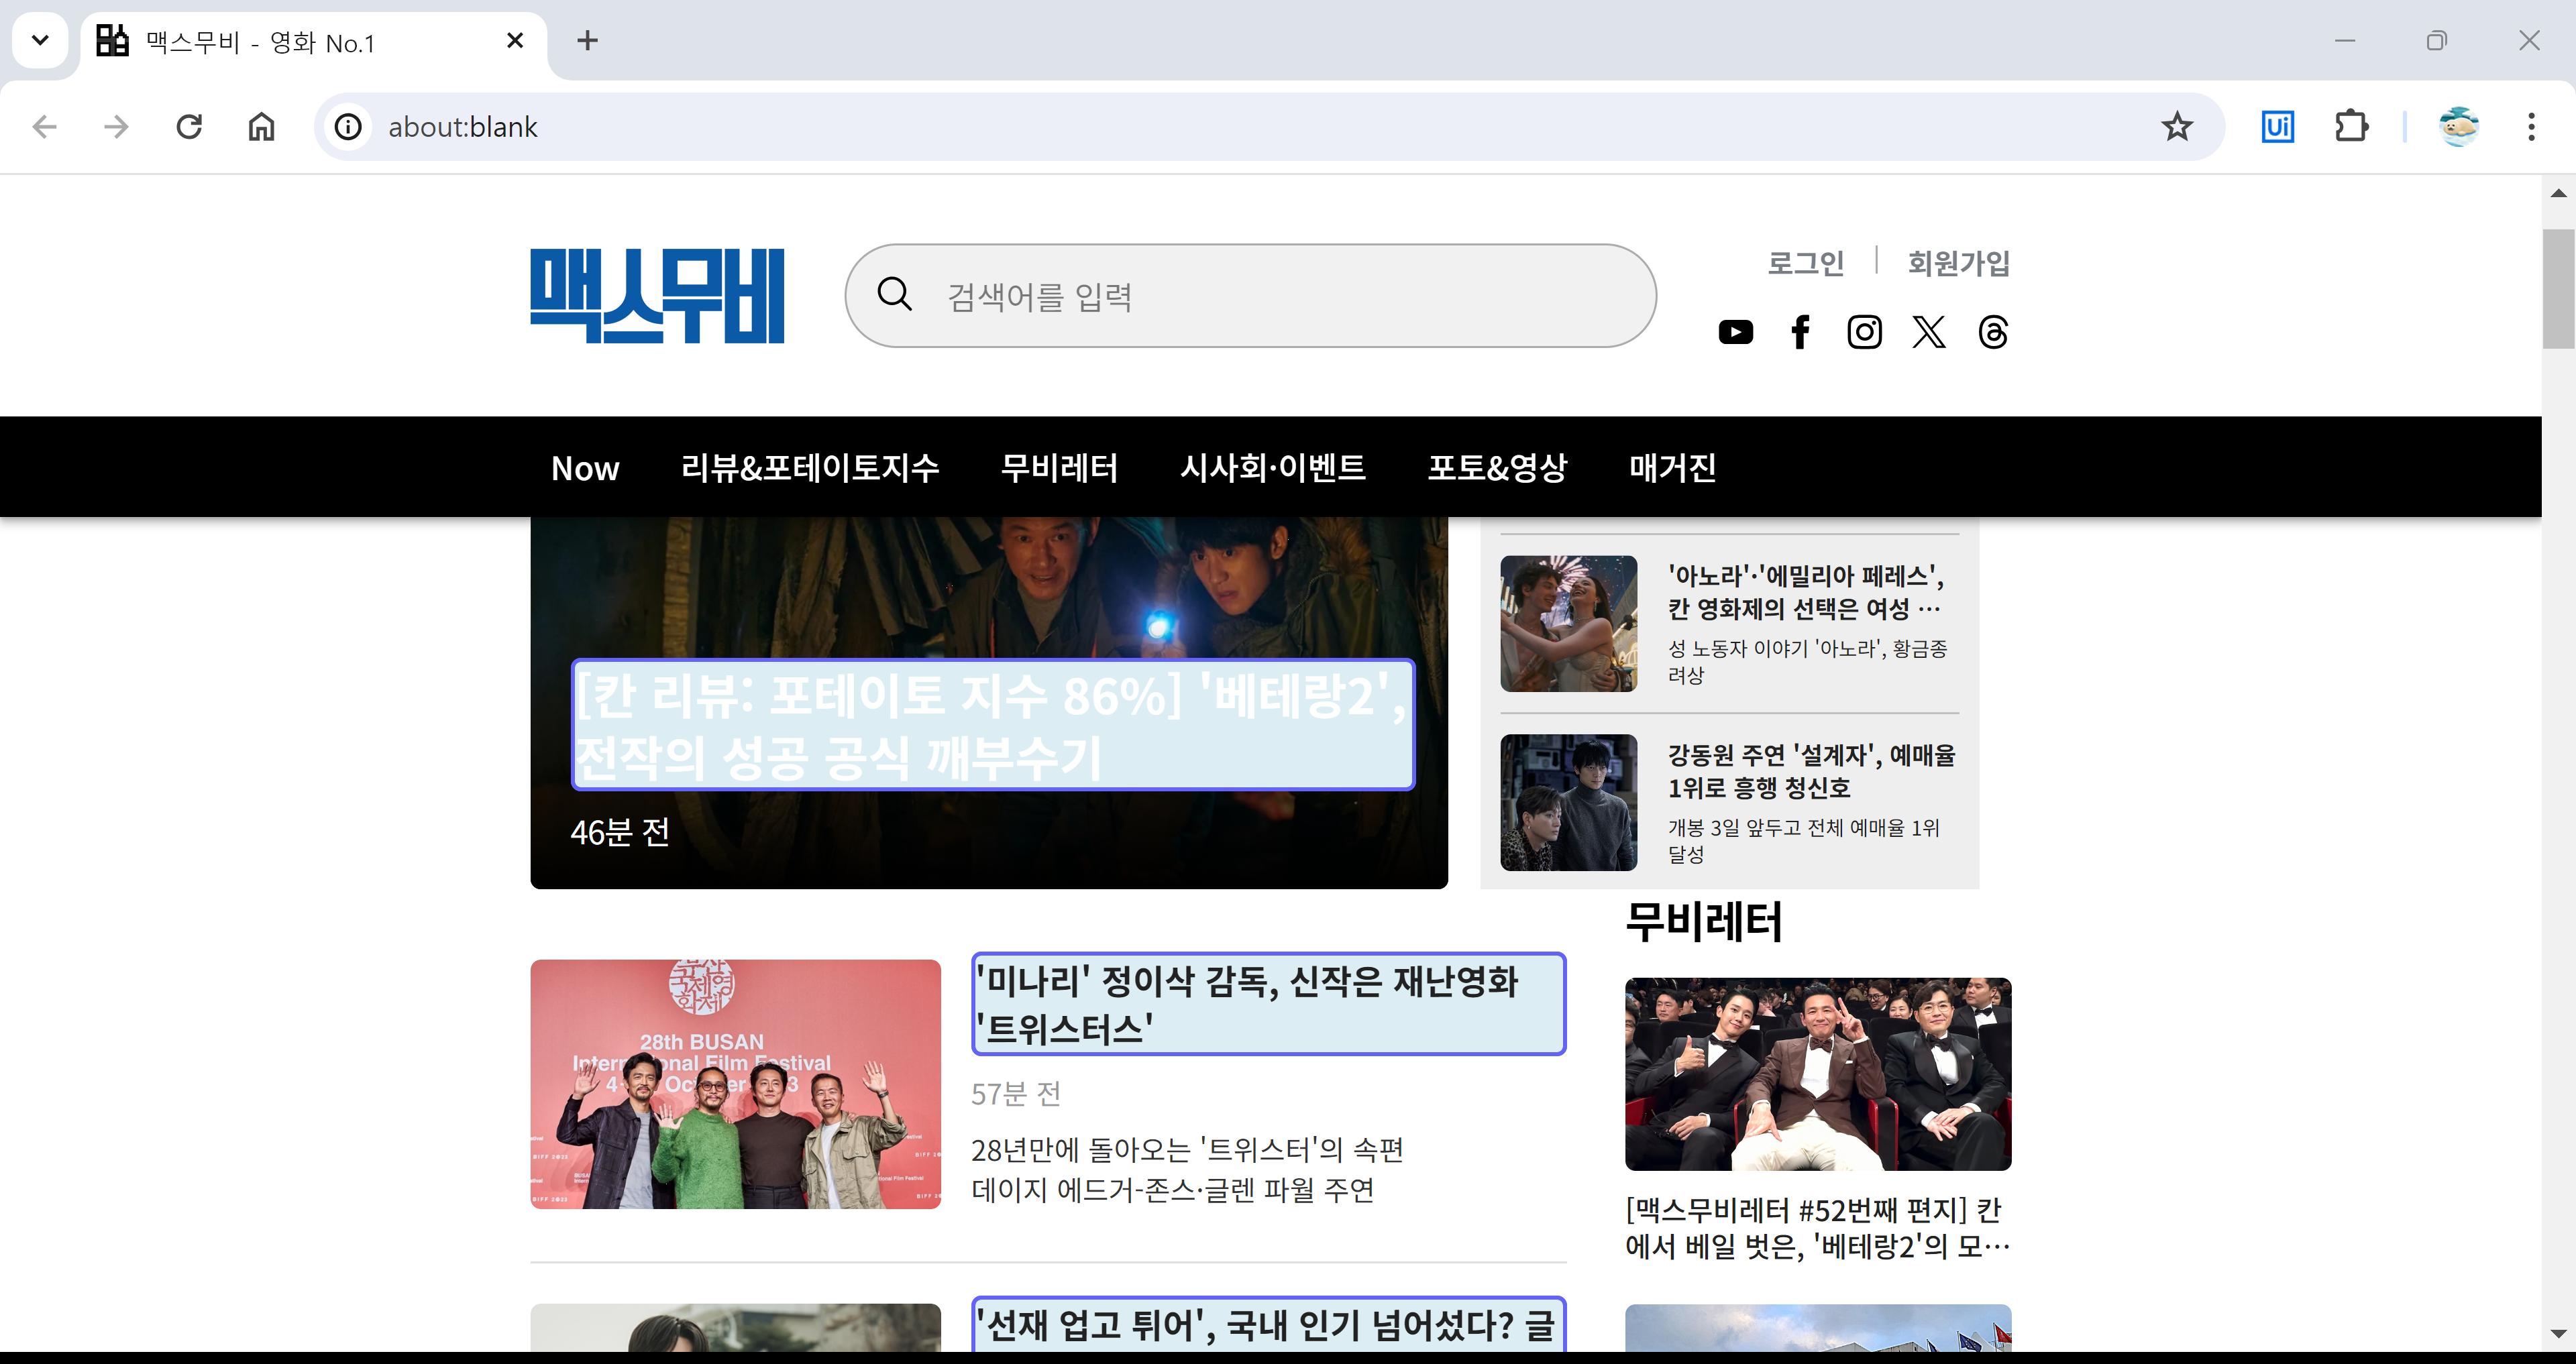 맥스무비 - 영화 No.1
about:blank
Ui
맥스무비
검색어를 입력
로그인
회원가입
Now
리뷰&포테이토지수
무비레터
시사회·이벤트
포토&영상
매거진
[칸 리뷰: 포테이토 지수 86%] '베테랑2',
전작의 성공 공식 깨부수기
46분 전
'아노라'·'에밀리아 페레스',
칸 영화제의 선택은 여성 …
성 노동자 이야기 '아노라', 황금종
려상
강동원 주연 '설계자', 예매율
1위로 흥행 청신호
개봉 3일 앞두고 전체 예매율 1위
달성
국제영
화제
28th BUSAN
International Film Festival
'미나리' 정이삭 감독, 신작은 재난영화
'트위스터스'
57분 전
28년만에 돌아오는 '트위스터'의 속편
데이지 에드거-존스·글렌 파월 주연
'선재 업고 튀어', 국내 인기 넘어섰다? 글
무비레터
[맥스무비레터 #52번째 편지] 칸
에서 베일 벗은, '베테랑2'의 모…